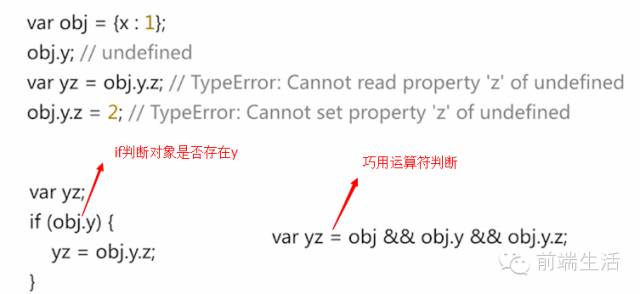 var obj = {x : 1};
obj.y; // undefined
var yz = obj.y.z; // TypeError: Cannot read property 'z' of undefined
obj.y.z = 2; // TypeError: Cannot set property 'z' of undefined
if判断对象是否存在y
巧用运算符判断
var yz;
if (obj.y) {
    yz = obj.y.z;
}
var yz = obj && obj.y && obj.y.z;
前端生活